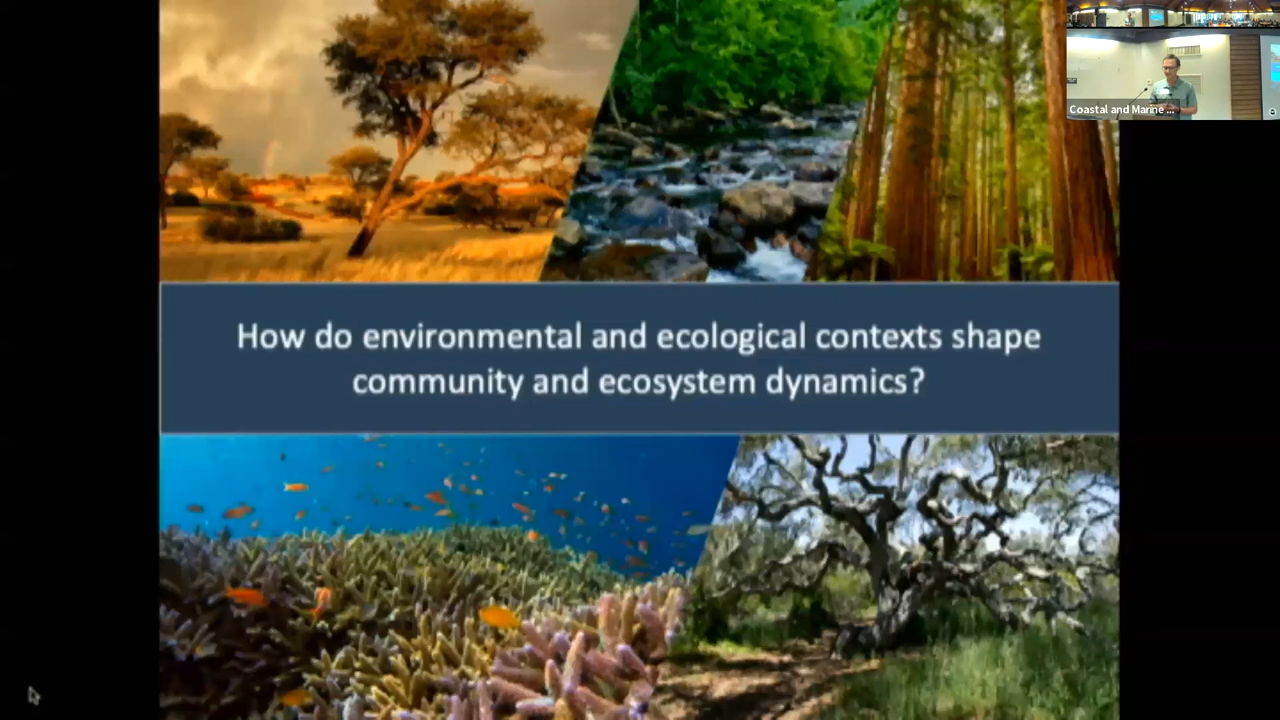 Coastal and Marine ...
How do environmental and ecological contexts shape
community and ecosystem dynamics?